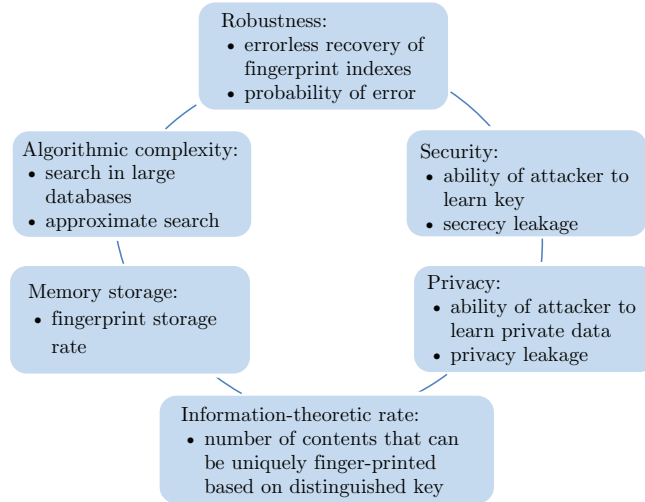 Robustness:
• errorless recovery of
fingerprint indexes
• probability of error
Algorithmic complexity:
• search in large
databases
• approximate search
Security:
• ability of attacker to
learn key
• secrecy leakage
Memory storage:
• fingerprint storage
rate
Privacy:
• ability of attacker to
learn private data
• privacy leakage
Information-theoretic rate:
• number of contents that can
be uniquely finger-printed
based on distinguished key